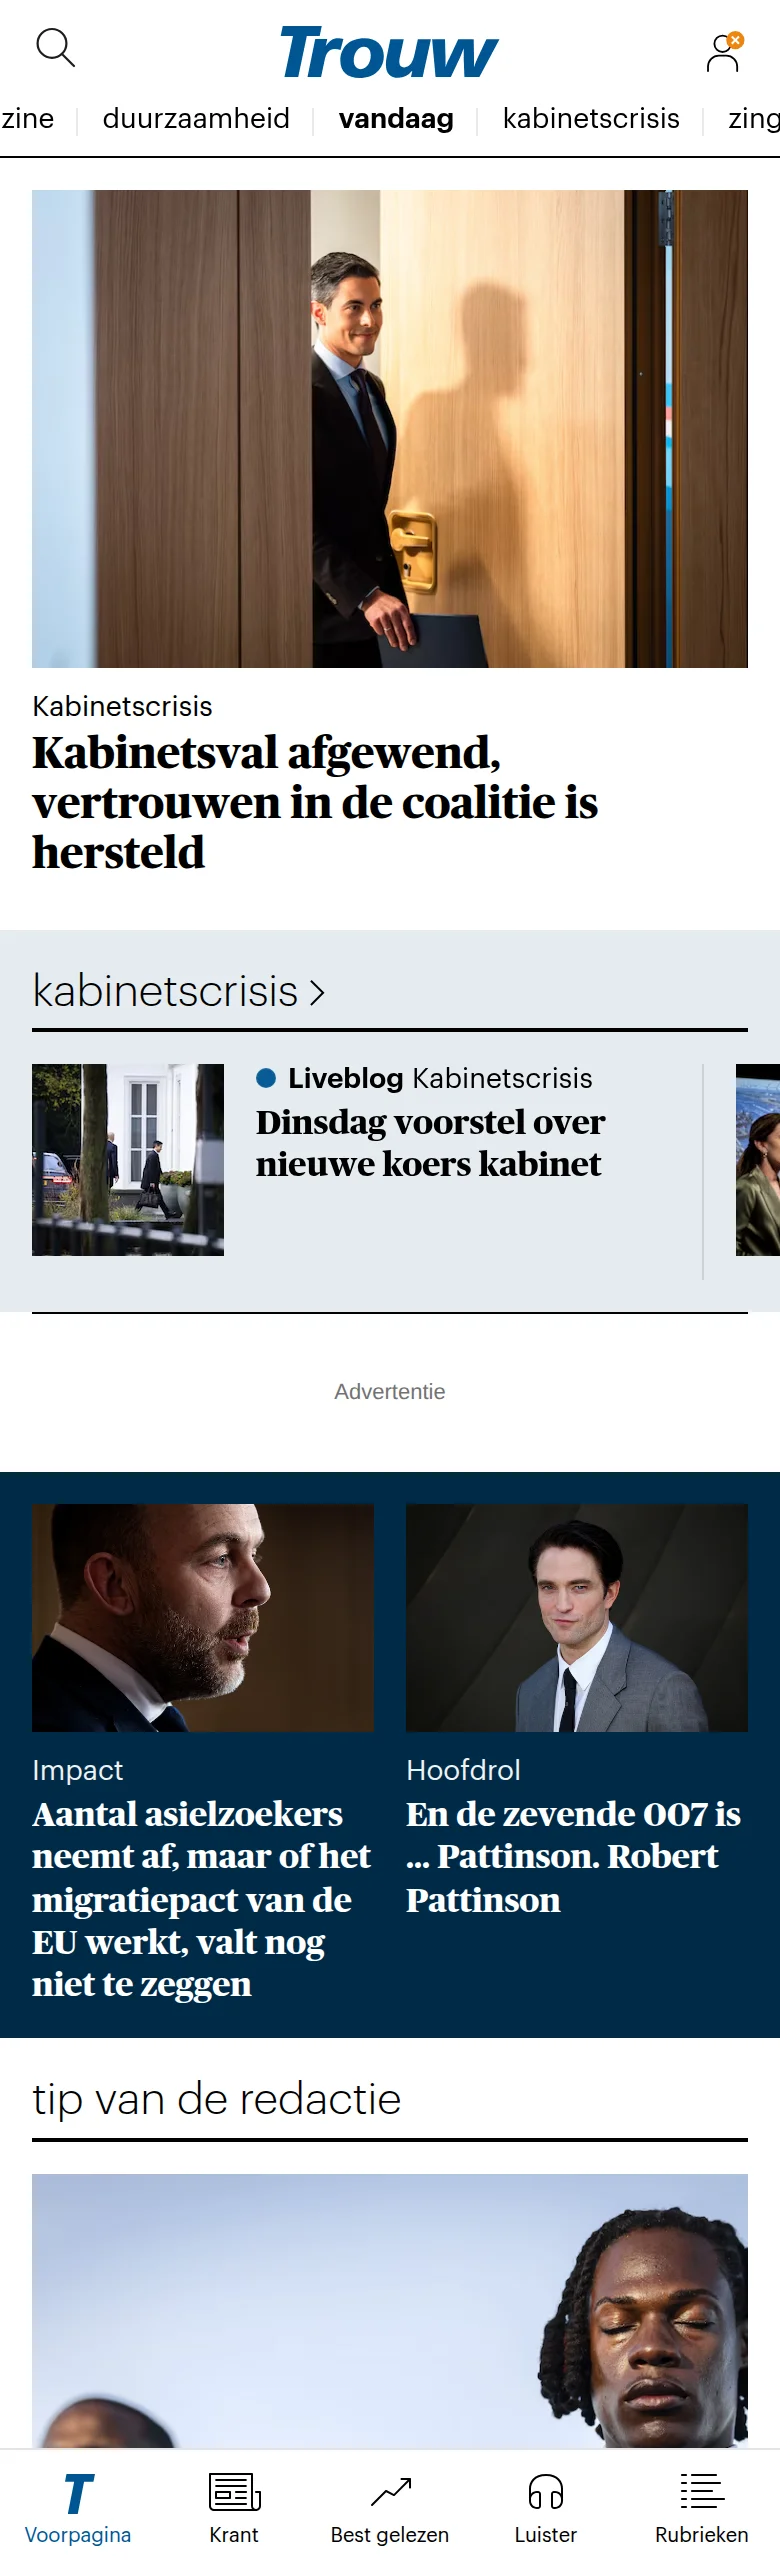 Trouw
zine
duurzaamheid
vandaag
kabinetscrisis
zing
Kabinetscrisis
Kabinetsval afgewend,
vertrouwen in de coalitie is
hersteld
kabinetscrisis
Liveblog Kabinetscrisis
Dinsdag voorstel over
nieuwe koers kabinet
Advertentie
Impact
Aantal asielzoekers
neemt af, maar of het
migratiepact van de
EU werkt, valt nog
niet te zeggen
Hoofdrol
En de zevende 007 is
... Pattinson. Robert
Pattinson
tip van de redactie
T
Voorpagina
Krant
Best gelezen
Luister
Rubrieken